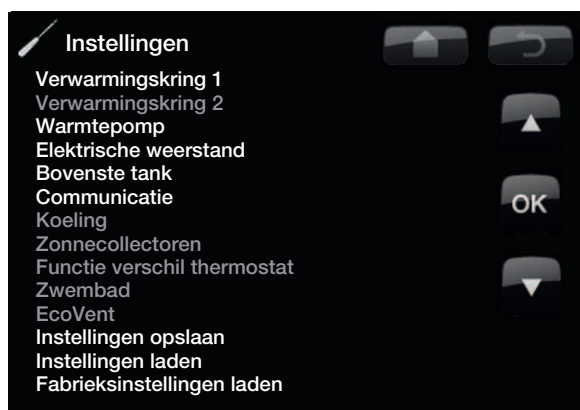 Instellingen
Verwarmingskring 1
Verwarmingskring 2
Warmtepomp
Elektrische weerstand
Bovenste tank
Communicatie
OK
Koeling
Zonnecollectoren
Functie verschil thermostat
Zwembad
EcoVent
Instellingen opslaan
Instellingen laden
Fabrieksinstellingen laden